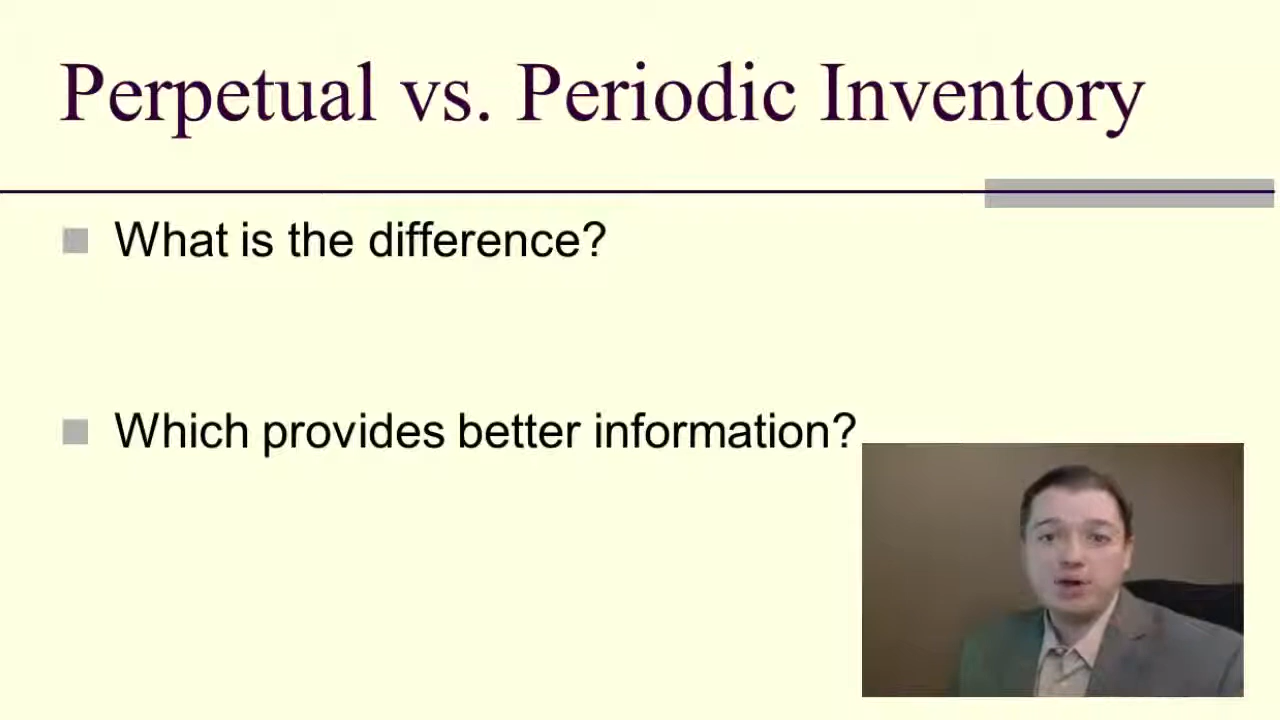 Perpetual vs. Periodic Inventory
What is the difference?
Which provides better information?